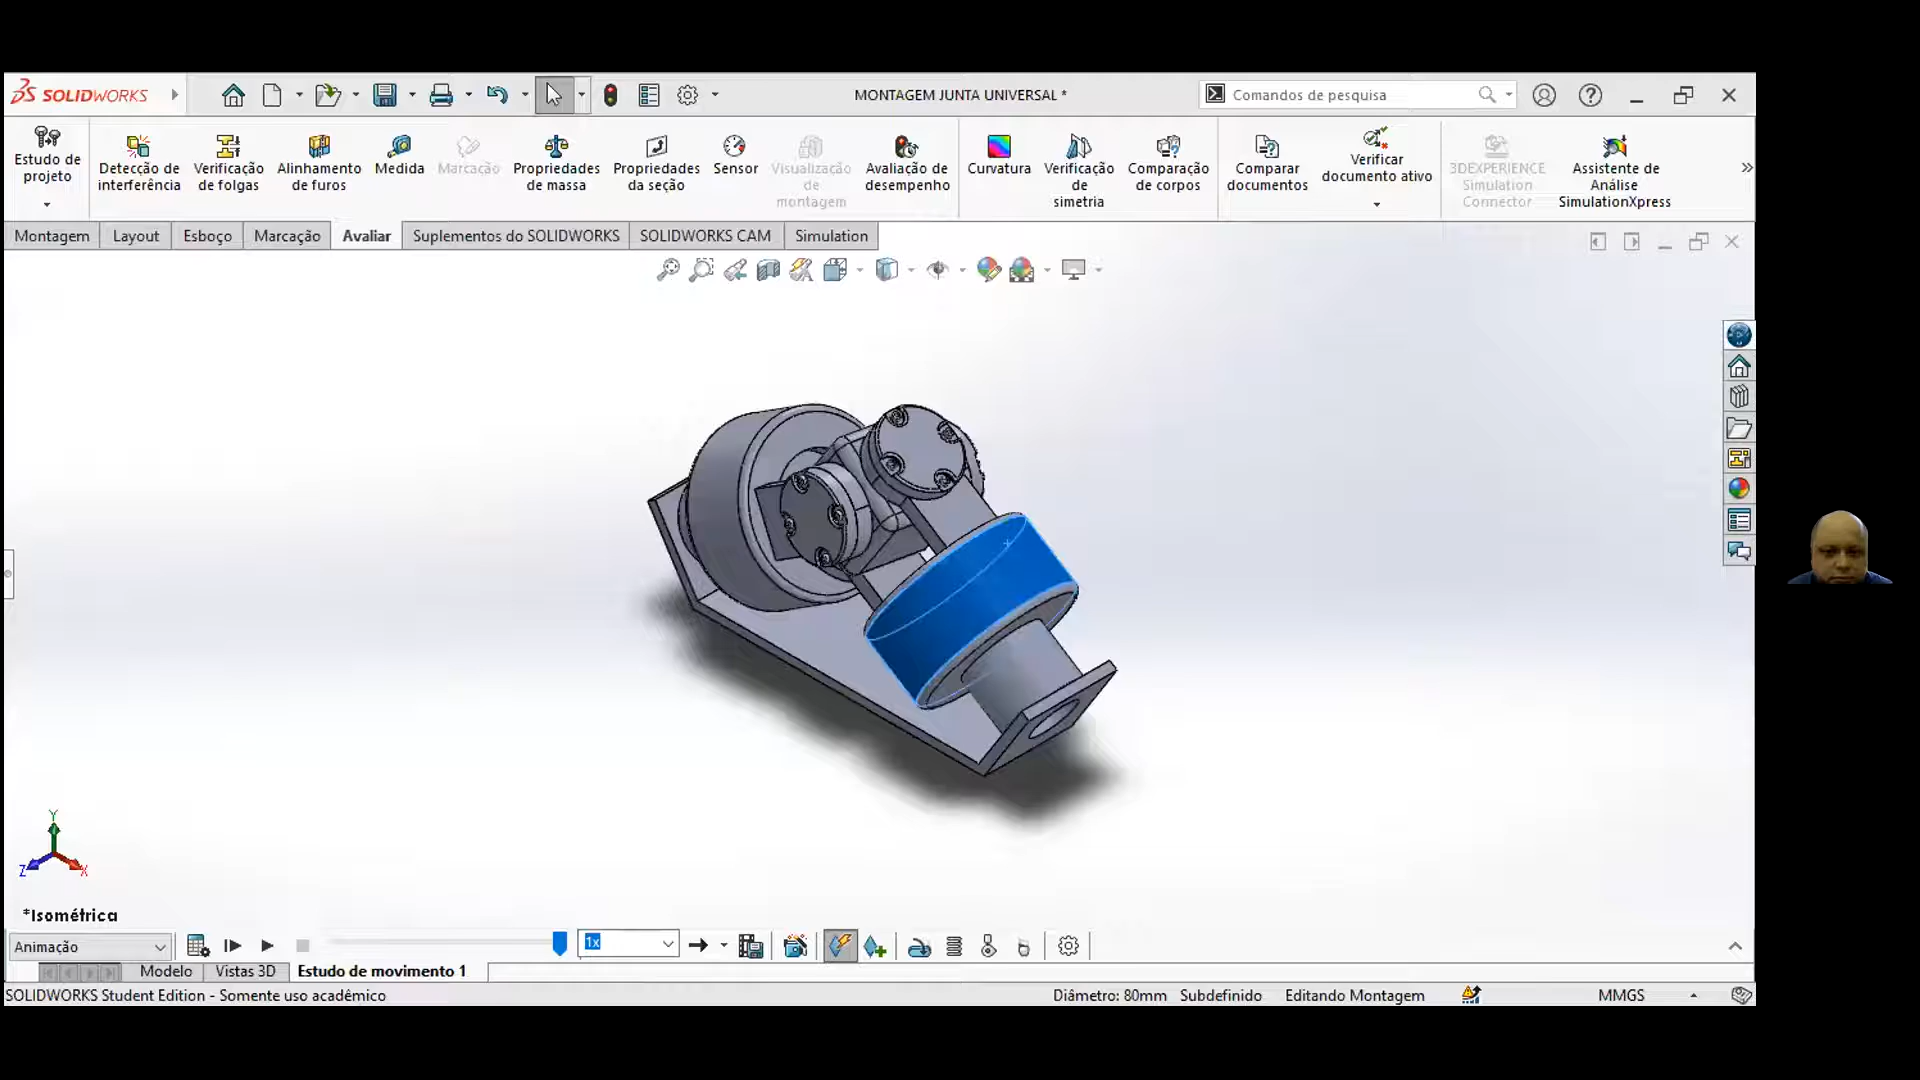 SOLIDWORKS
MONTAGEM JUNTA UNIVERSAL *
Comandos de pesquisa
Estudo de projeto
Detecção de interferência
Verificação de folgas
Alinhamento de furos
Medida
Marcação
Propriedades de massa
Propriedades da seção
Sensor
Visualização de montagem
Avaliação de desempenho
Curvatura
Verificação de simetria
Comparação de corpos
Comparar documentos
Verificar documento ativo
3DEXPERIENCE Simulation Connector
Assistente de Análise SimulationXpress
Montagem
Layout
Esboço
Marcação
Avaliar
Suplementos do SOLIDWORKS
SOLIDWORKS CAM
Simulation
Y
Z
X
*Isométrica
Animação
1x
Modelo
Vistas 3D
Estudo de movimento 1
SOLIDWORKS Student Edition - Somente uso acadêmico
Diâmetro: 80mm
Subdefinido
Editando Montagem
MMGS